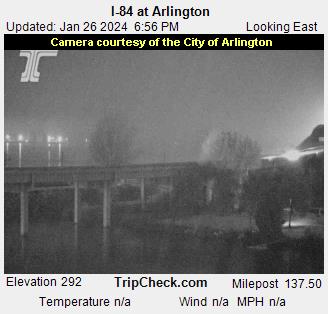 I-84 at Arlington
Updated: Jan 26 2024 6:56 PM Looking East
Camera courtesy of the City of Arlington
Elevation 292 TripCheck.com Milepost 137.50
Temperature n/a Wind n/a MPH n/a